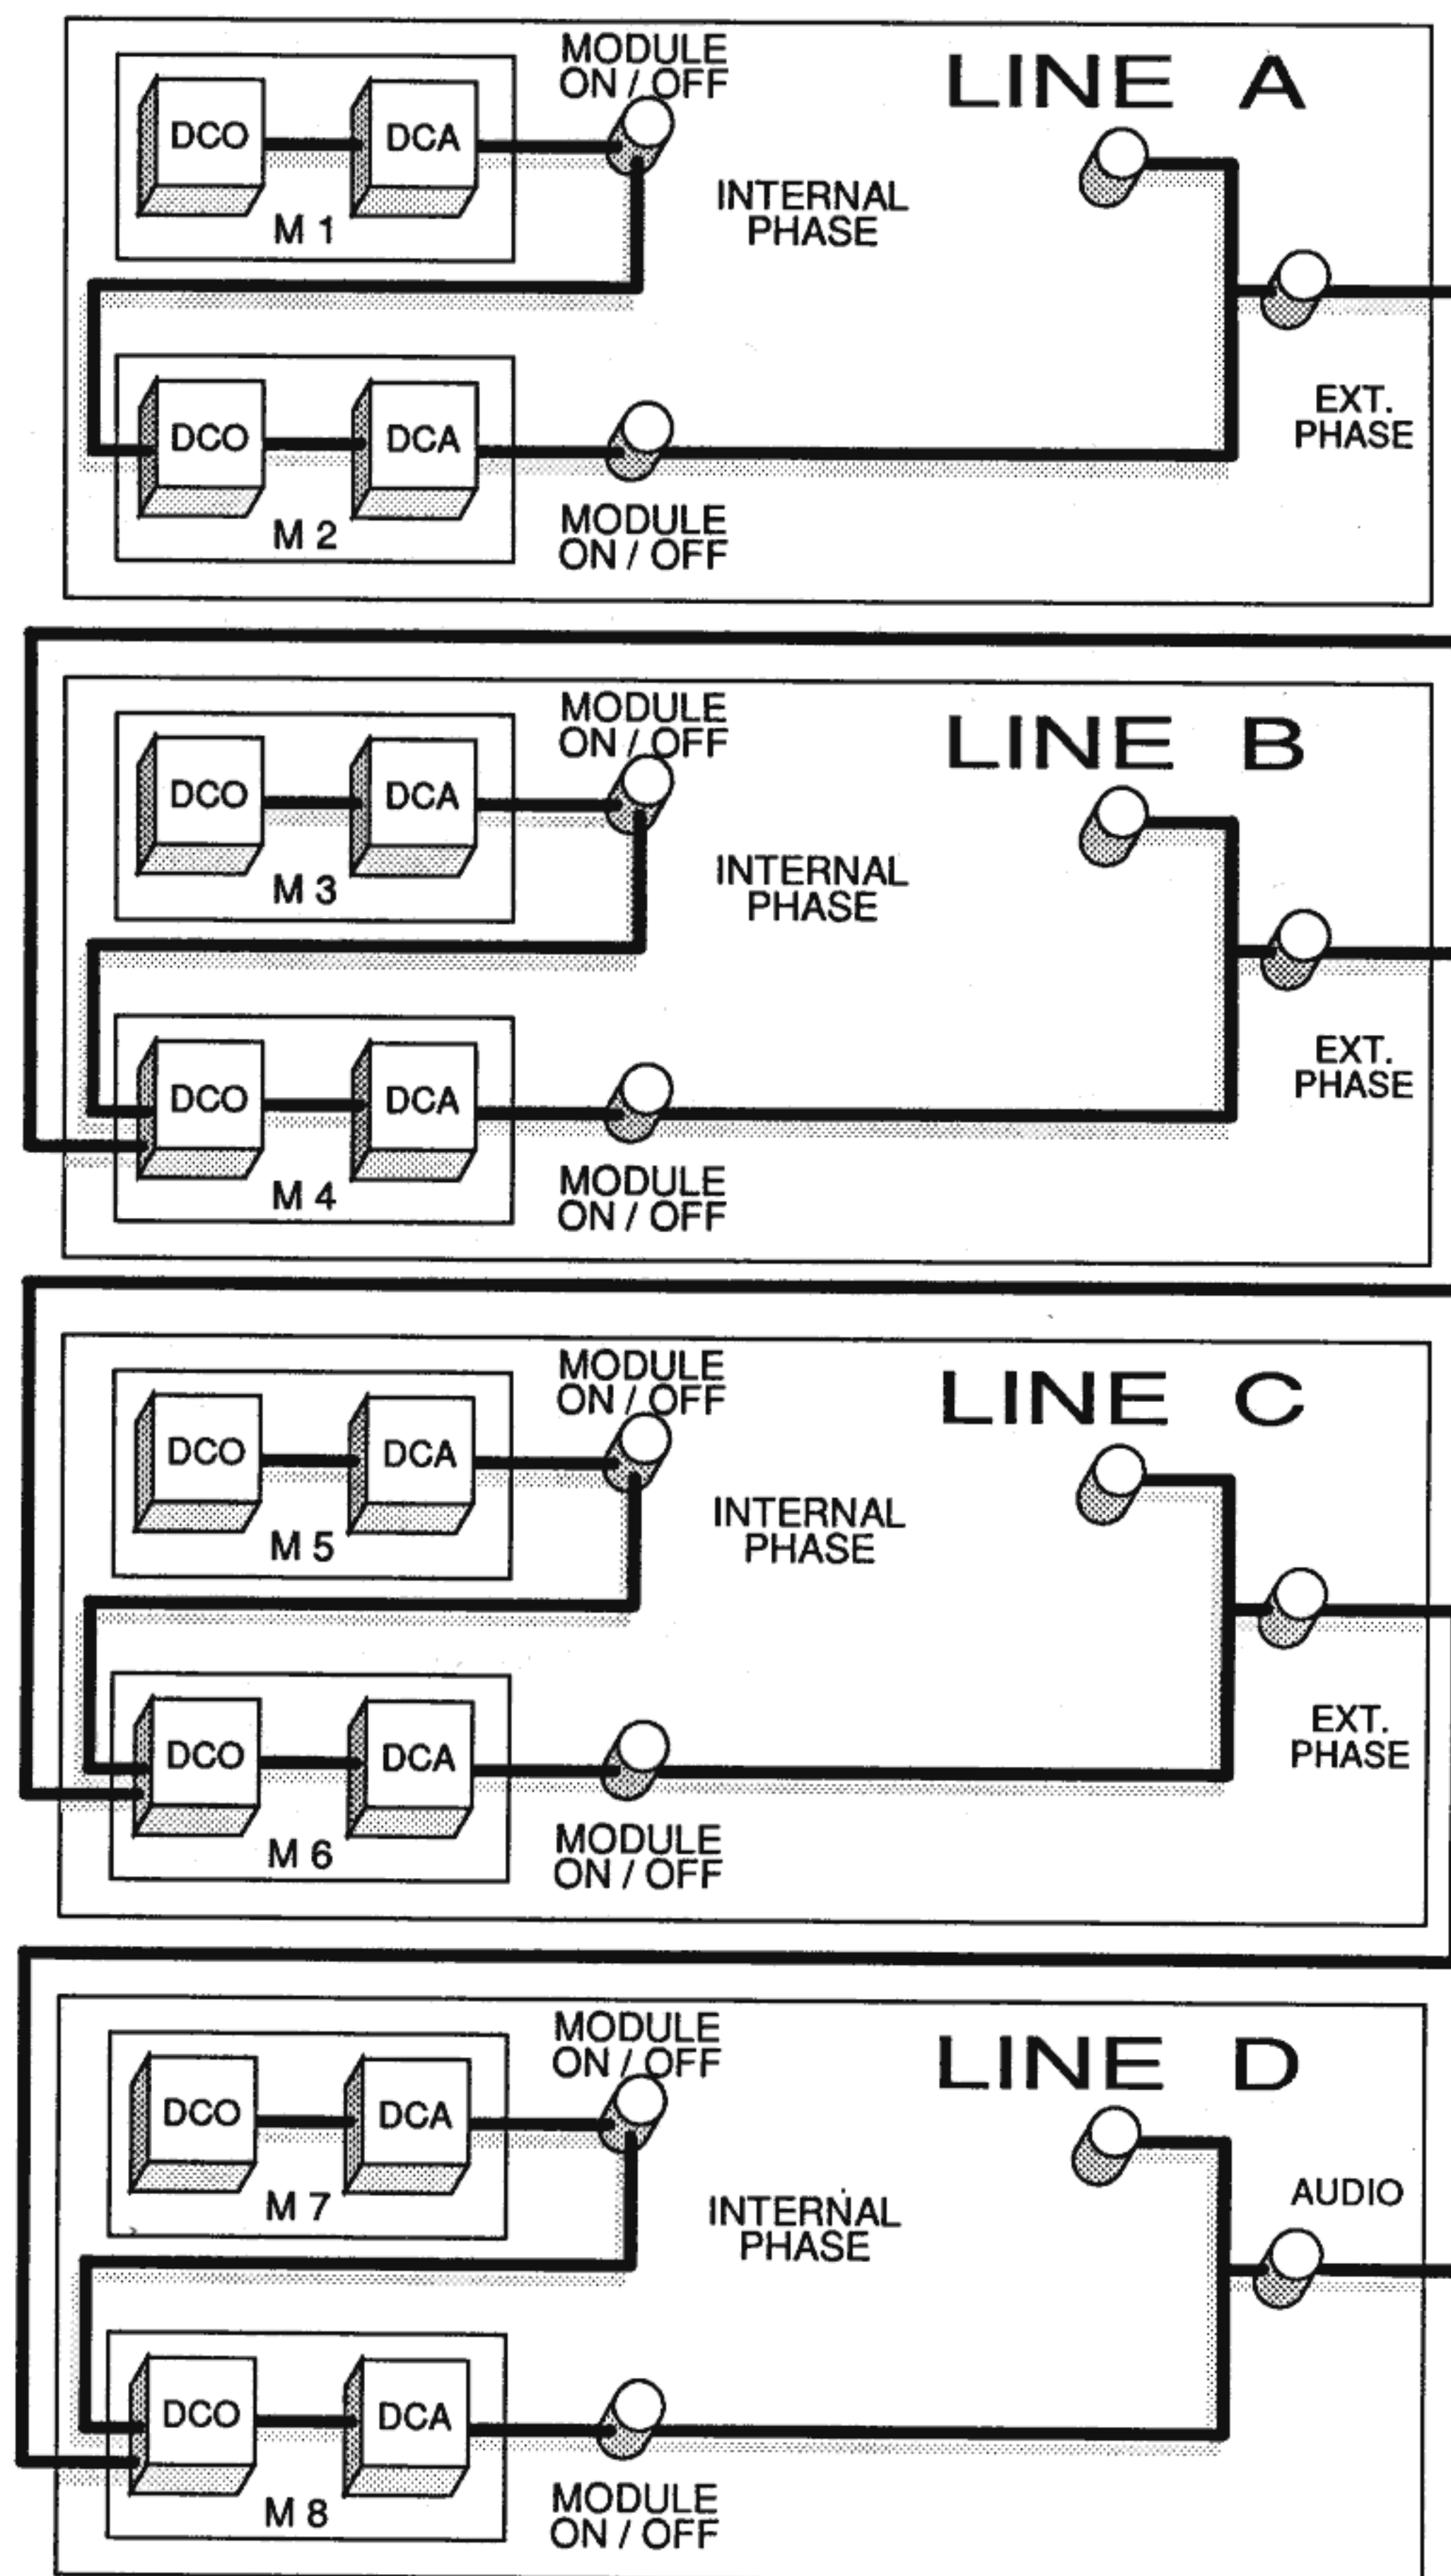 MODULE
ON / OFF
LINE A
DCO
DCA
INTERNAL
PHASE
M 1
EXT.
PHASE
DCO
DCA
M 2
MODULE
ON / OFF
MODULE
ON / OFF
LINE B
DCO
DCA
INTERNAL
PHASE
M 3
EXT.
PHASE
DCO
DCA
M 4
MODULE
ON / OFF
MODULE
ON / OFF
LINE C
DCO
DCA
INTERNAL
PHASE
M 5
EXT.
PHASE
DCO
DCA
M 6
MODULE
ON / OFF
MODULE
ON / OFF
LINE D
DCO
DCA
AUDIO
M 7
INTERNAL
PHASE
DCO
DCA
M 8
MODULE
ON / OFF